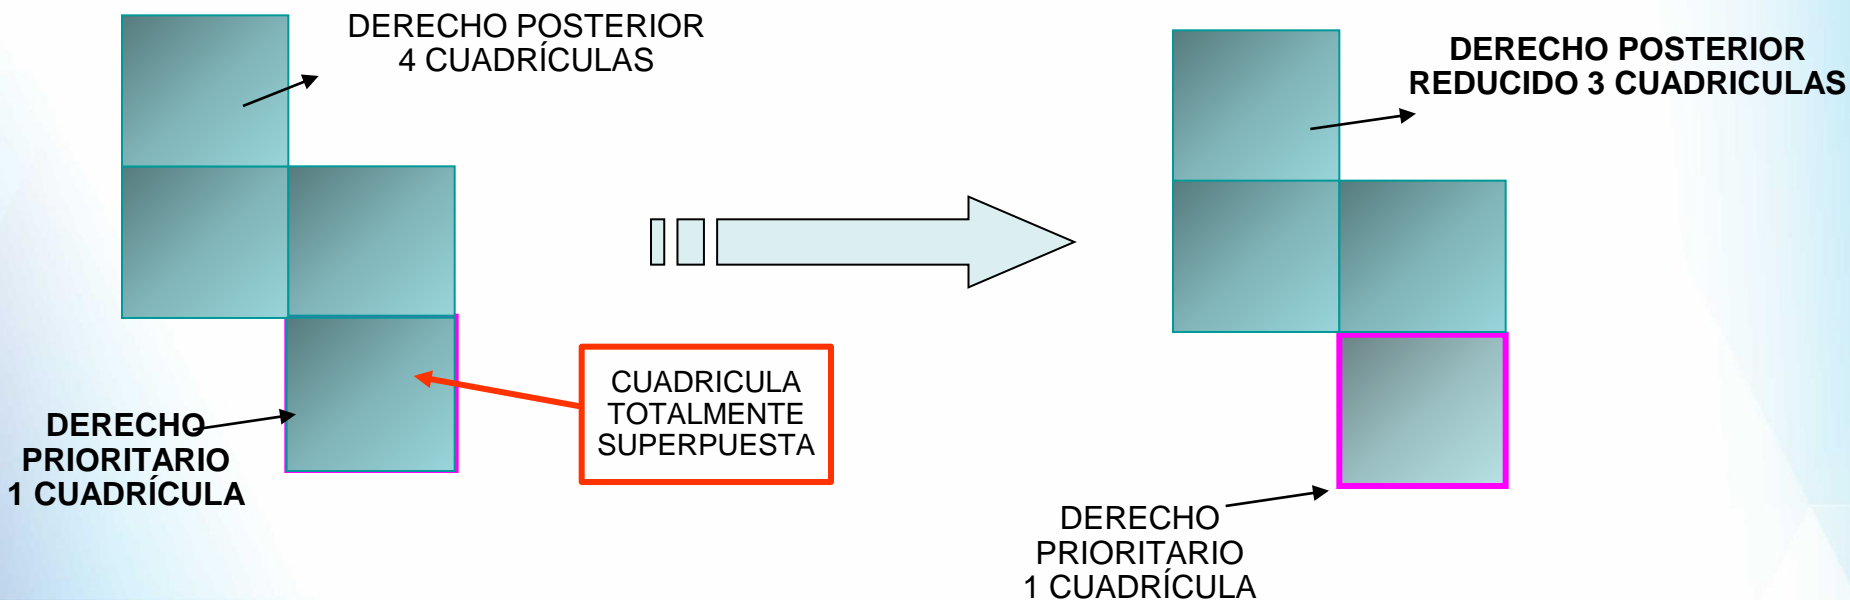 DERECHO POSTERIOR
4 CUADRÍCULAS
DERECHO
PRIORITARIO
1 CUADRÍCULA
CUADRICULA
TOTALMENTE
SUPERPUESTA
DERECHO POSTERIOR
REDUCIDO 3 CUADRICULAS
DERECHO
PRIORITARIO
1 CUADRÍCULA